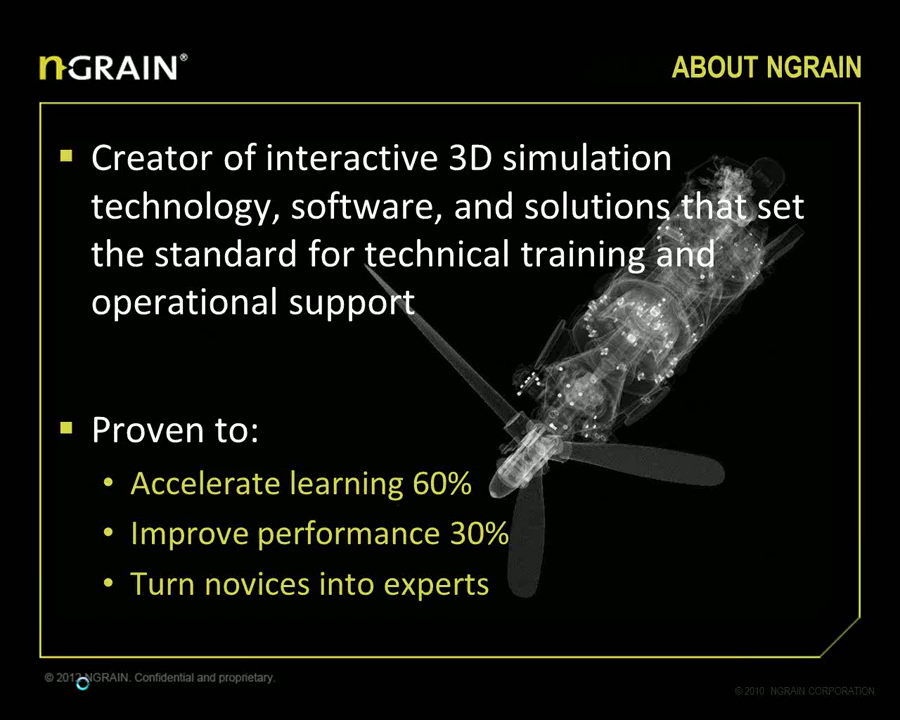 nGRAIN®
ABOUT NGRAIN
▪ Creator of interactive 3D simulation
technology, software, and solutions that set
the standard for technical training and
operational support
▪ Proven to:
• Accelerate learning 60%
• Improve performance 30%
• Turn novices into experts
© 2012 NGRAIN. Confidential and proprietary.
© 2010 NGRAIN CORPORATION